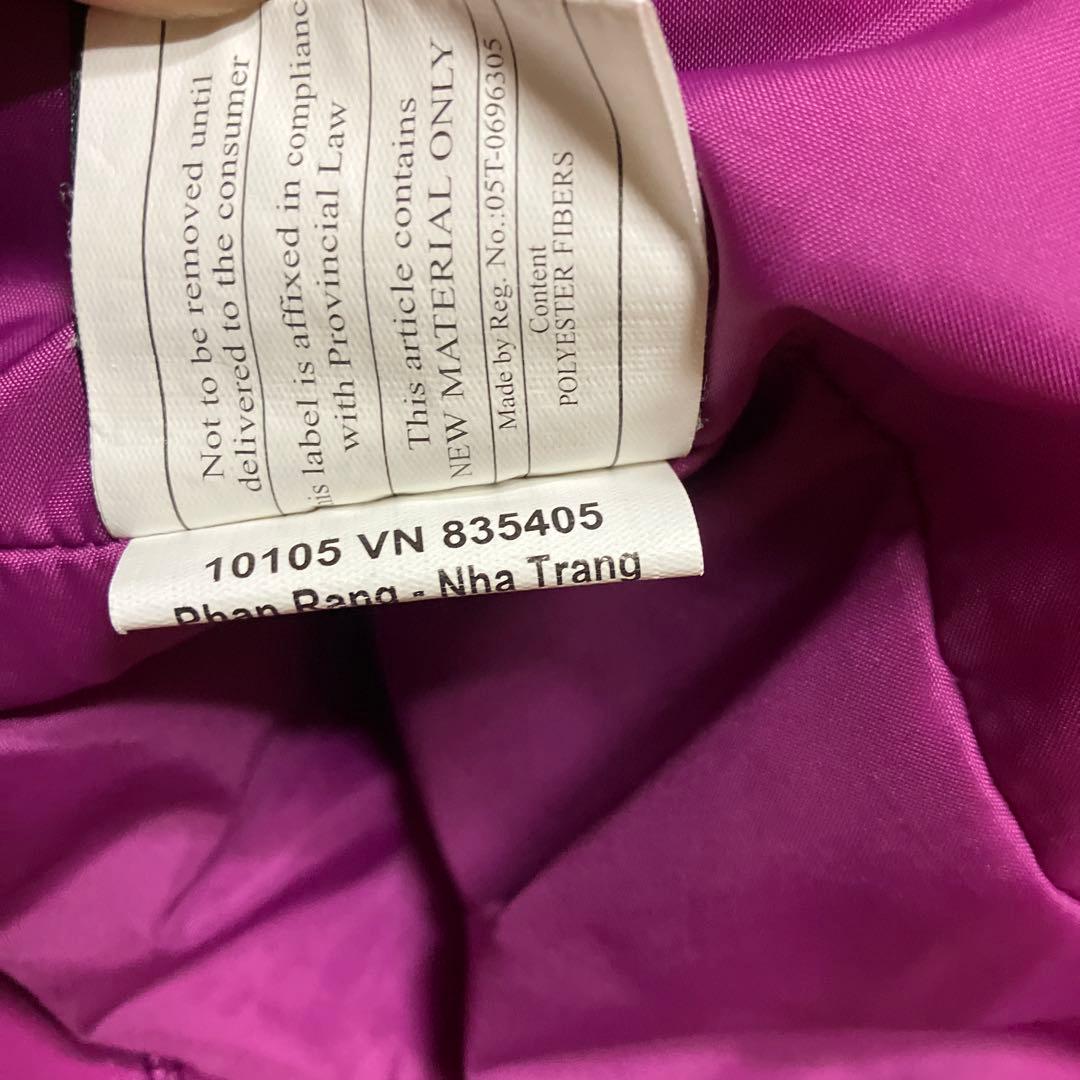 Not to be removed until
delivered to the consumer
his label is affixed in complianc
with Provincial Law
This article contains
NEW MATERIAL ONLY
Made by Reg. No.:05T-0696305
Content
POLYESTER FIBERS
10105 VN 835405
Phan Rang - Nha Trang